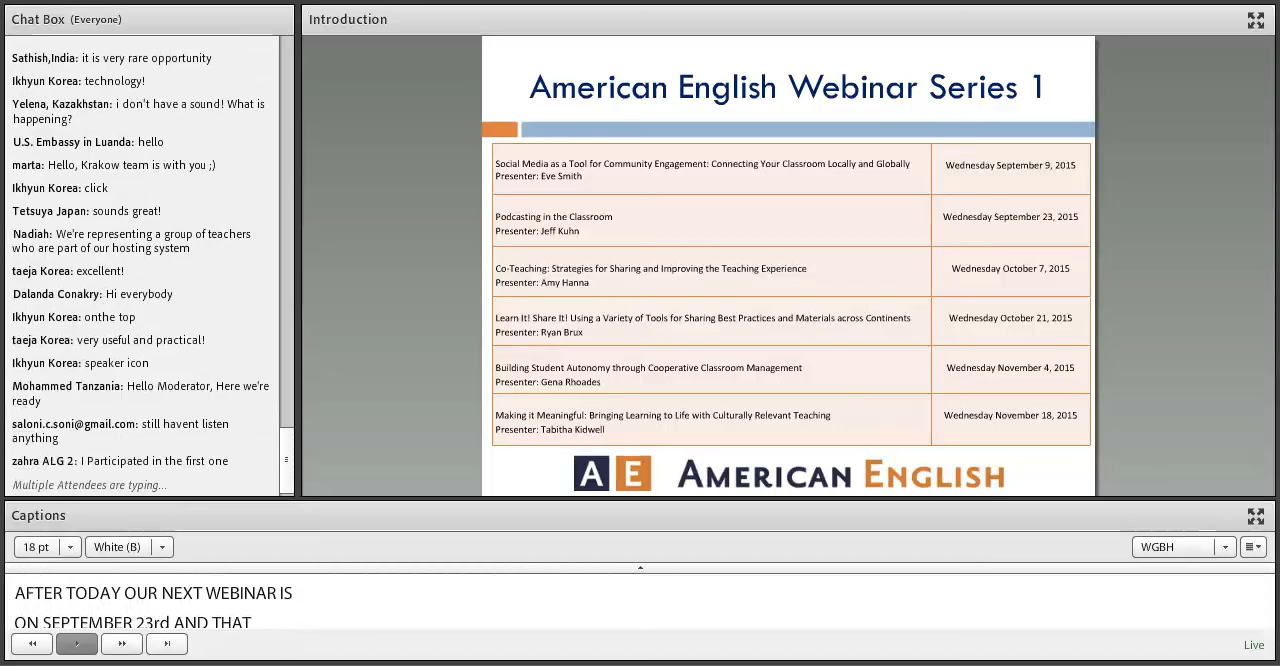 Chat Box (Everyone)
Sathish,India: it is very rare opportunity
Ikhyun Korea: technology!
Yelena, Kazakhstan: i don't have a sound! What is
happening?
U.S. Embassy in Luanda: hello
marta: Hello, Krakow team is with you ;)
Ikhyun Korea: click
Tetsuya Japan: sounds great!
Nadiah: We're representing a group of teachers
who are part of our hosting system
taeja Korea: excellent!
Dalanda Conakry: Hi everybody
Ikhyun Korea: onthe top
taeja Korea: very useful and practical!
Ikhyun Korea: speaker icon
Mohammed Tanzania: Hello Moderator, Here we're
ready
saloni.c.soni@gmail.com: still havent listen
anything
zahra ALG 2: I Participated in the first one
Multiple Attendees are typing...
Introduction
American English Webinar Series 1
Social Media as a Tool for Community Engagement: Connecting Your Classroom Locally and Globally
Presenter: Eve Smith
Wednesday September 9, 2015
Podcasting in the Classroom
Presenter: Jeff Kuhn
Wednesday September 23, 2015
Co-Teaching: Strategies for Sharing and Improving the Teaching Experience
Presenter: Amy Hanna
Wednesday October 7, 2015
Learn It! Share It! Using a Variety of Tools for Sharing Best Practices and Materials across Continents
Presenter: Ryan Brux
Wednesday October 21, 2015
Building Student Autonomy through Cooperative Classroom Management
Presenter: Gena Rhoades
Wednesday November 4, 2015
Making it Meaningful: Bringing Learning to Life with Culturally Relevant Teaching
Presenter: Tabitha Kidwell
Wednesday November 18, 2015
A E AMERICAN ENGLISH
Captions
18 pt White (B) WGBH
AFTER TODAY OUR NEXT WEBINAR IS
ON SEPTEMBER 23rd AND THAT
Live